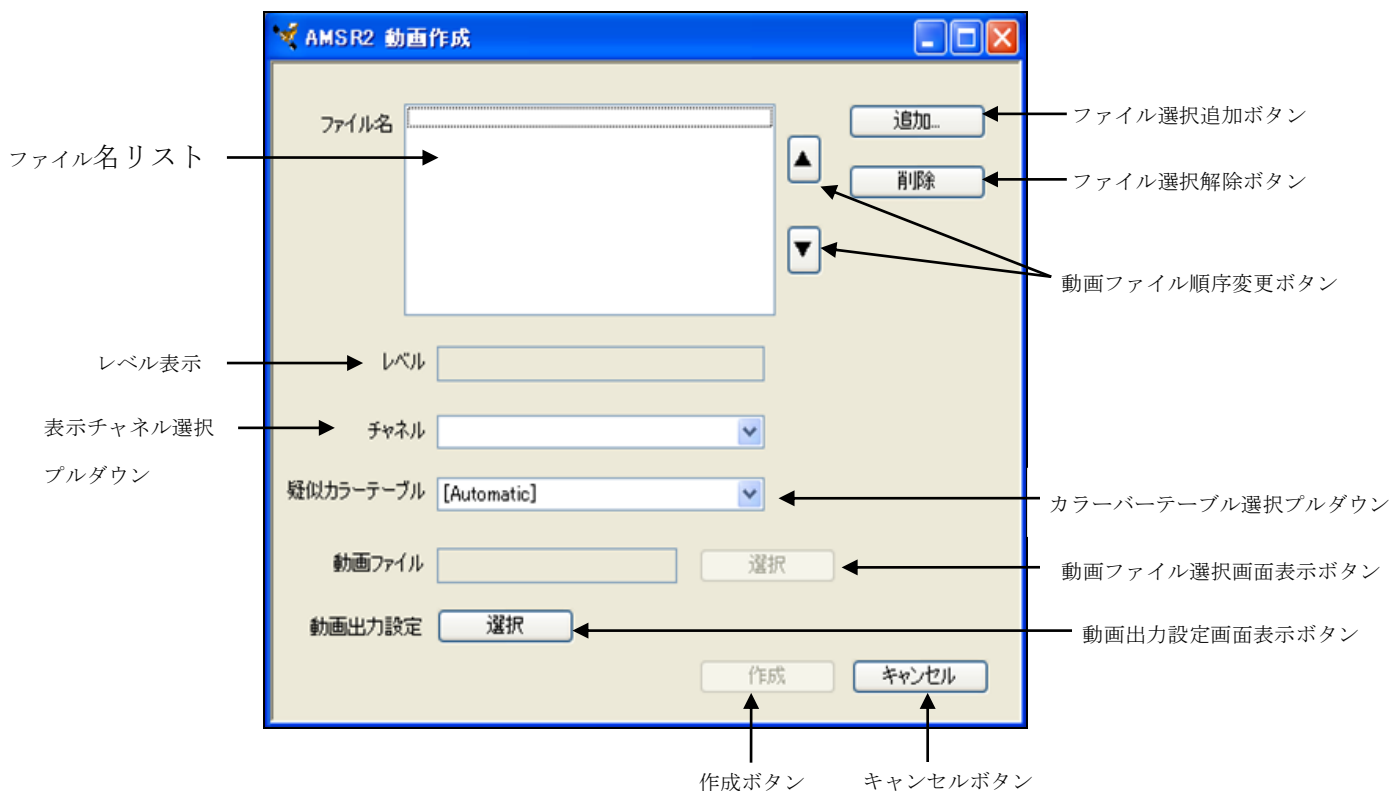 AMSR2 動画作成
ファイル名
追加...
ファイル選択追加ボタン
ファイル名リスト
▲
削除
ファイル選択解除ボタン
▼
動画ファイル順序変更ボタン
レベル表示
レベル
表示チャネル選択
プルダウン
チャネル
疑似カラーテーブル
[Automatic]
カラーバーテーブル選択プルダウン
動画ファイル
選択
動画ファイル選択画面表示ボタン
動画出力設定
選択
動画出力設定画面表示ボタン
作成
キャンセル
作成ボタン
キャンセルボタン